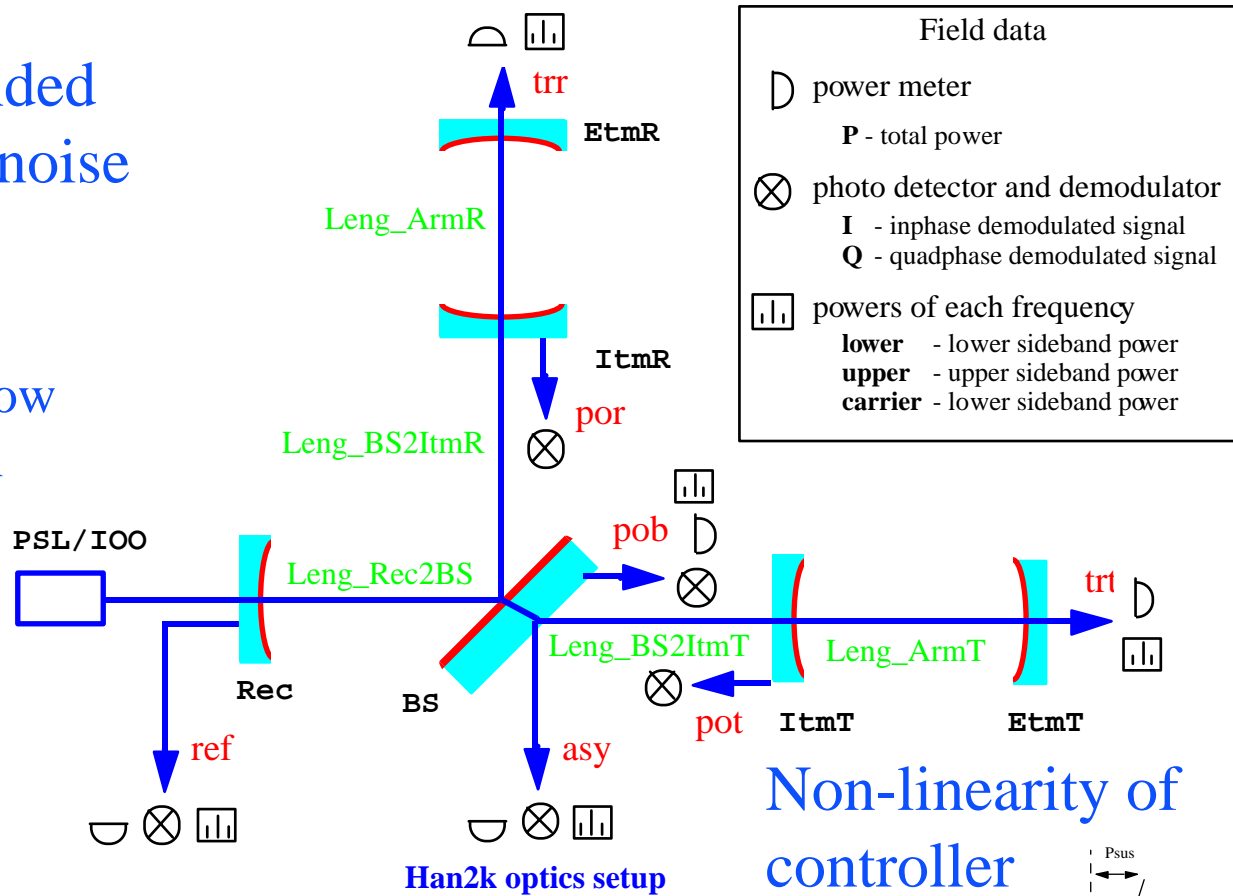 Field data
power meter
P - total power
photo detector and demodulator
I - inphase demodulated signal
Q - quadphase demodulated signal
powers of each frequency
lower - lower sideband power
upper - upper sideband power
carrier - lower sideband power
trr
EtmR
noise
Leng_ArmR
ItmR
por
Leng_BS2ItmR
PSL/IOO
pob
Leng_Rec2BS
trt
Leng_BS2ItmT
Leng_ArmT
Rec
BS
pot
ItmT
EtmT
ref
asy
Non-linearity of
controller
Psus
Han2k optics setup